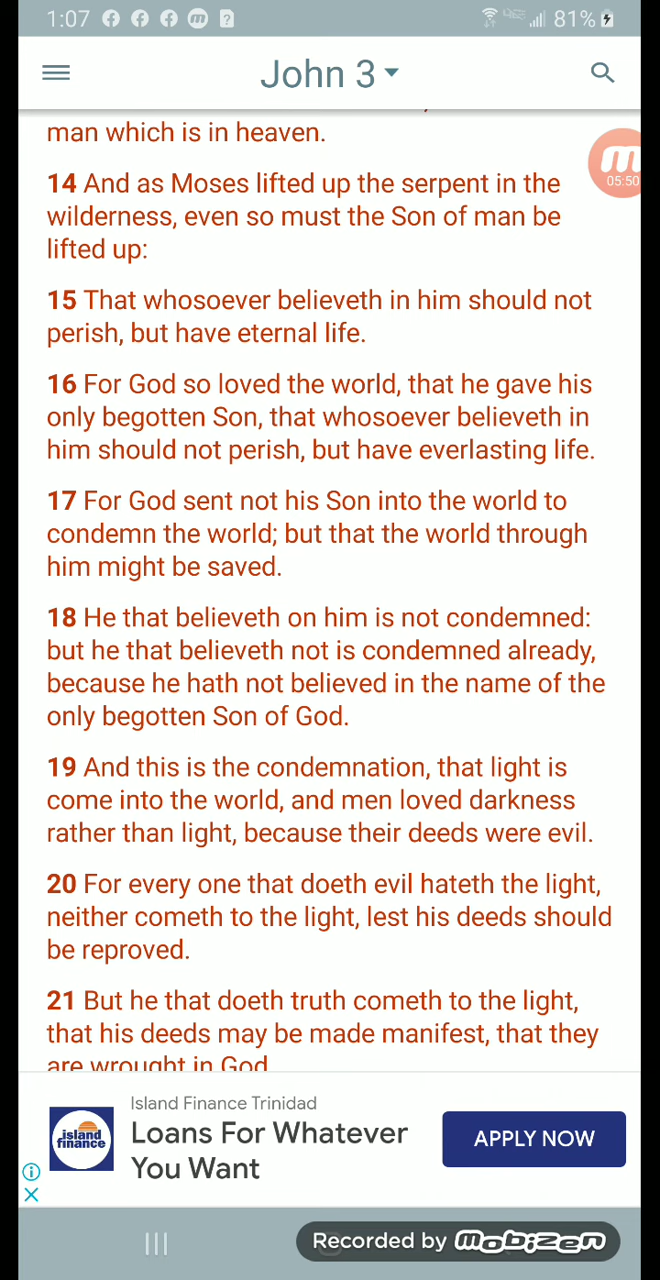 1:07
81%
John 3
man which is in heaven.
05:50
14 And as Moses lifted up the serpent in the
wilderness, even so must the Son of man be
lifted up:
15 That whosoever believeth in him should not
perish, but have eternal life.
16 For God so loved the world, that he gave his
only begotten Son, that whosoever believeth in
him should not perish, but have everlasting life.
17 For God sent not his Son into the world to
condemn the world; but that the world through
him might be saved.
18 He that believeth on him is not condemned:
but he that believeth not is condemned already,
because he hath not believed in the name of the
only begotten Son of God.
19 And this is the condemnation, that light is
come into the world, and men loved darkness
rather than light, because their deeds were evil.
20 For every one that doeth evil hateth the light,
neither cometh to the light, lest his deeds should
be reproved.
21 But he that doeth truth cometh to the light,
that his deeds may be made manifest, that they
are wrought in God
Island Finance Trinidad
island
finance
Loans For Whatever
You Want
APPLY NOW
Recorded by mobizen